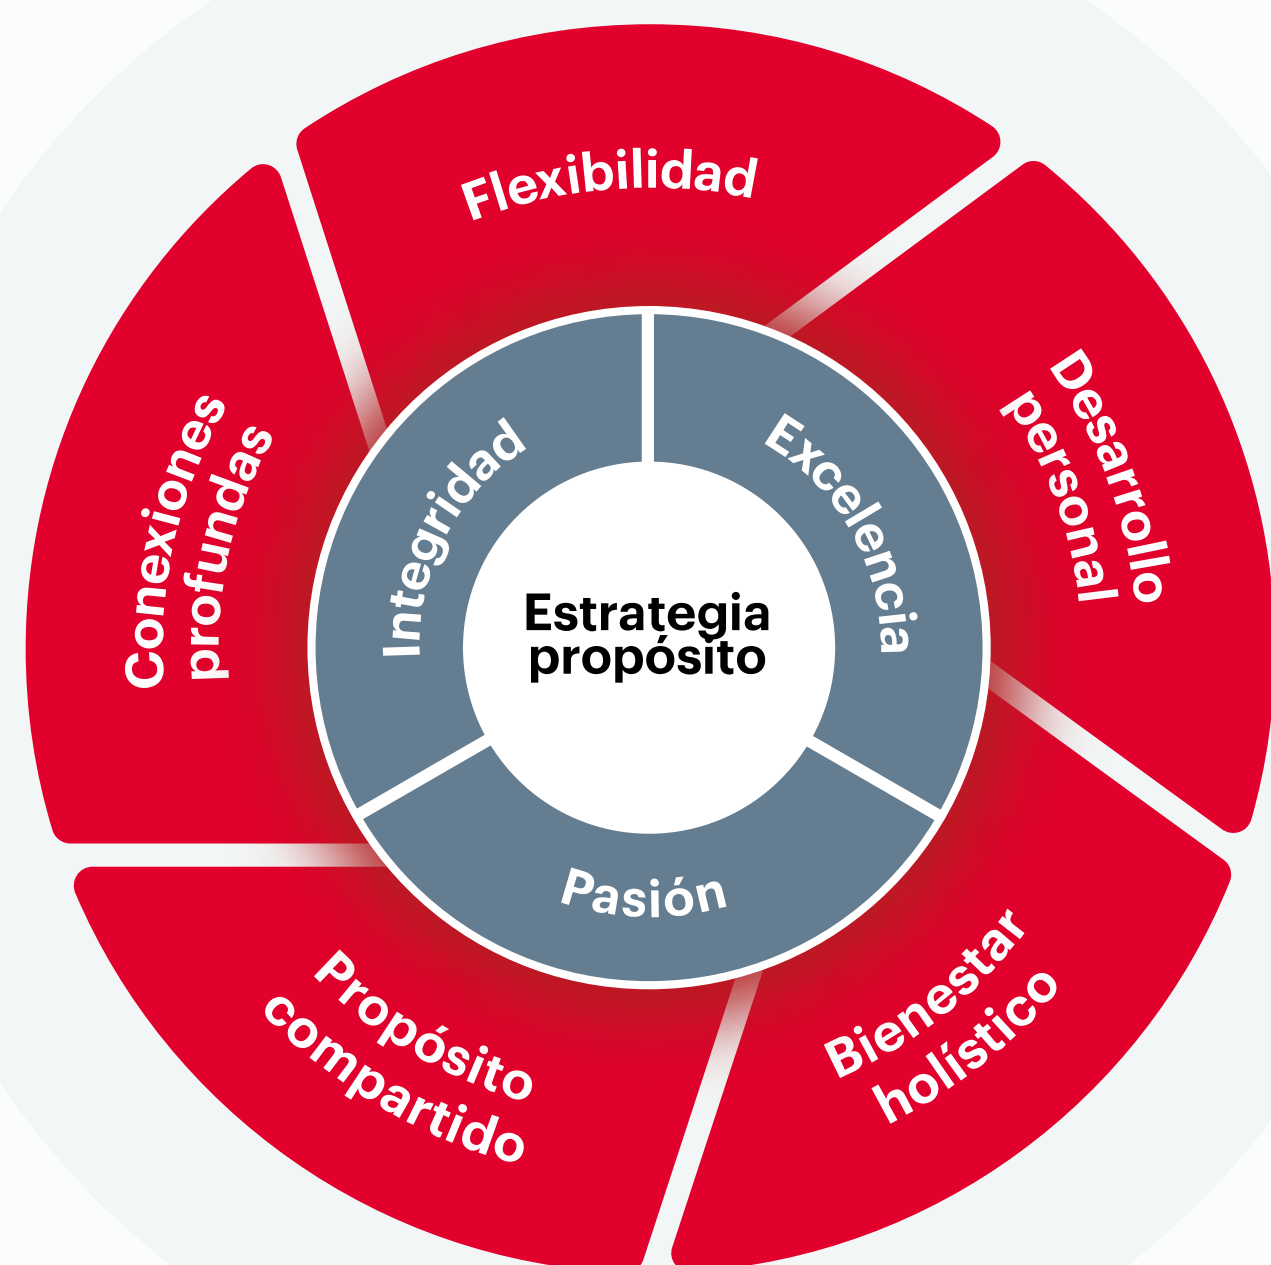 Flexibilidad
Desarrollo
personal
Bienestar
holístico
Propósito
compartido
Conexiones
profundas
Integridad
Excelencia
Pasión
Estrategia
propósito